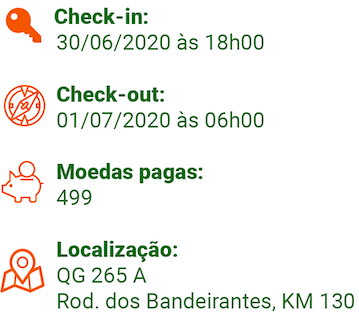 Check-in:
30/06/2020 às 18h00
Check-out:
01/07/2020 às 06h00
Moedas pagas:
499
Localização:
QG 265 A
Rod. dos Bandeirantes, KM 130